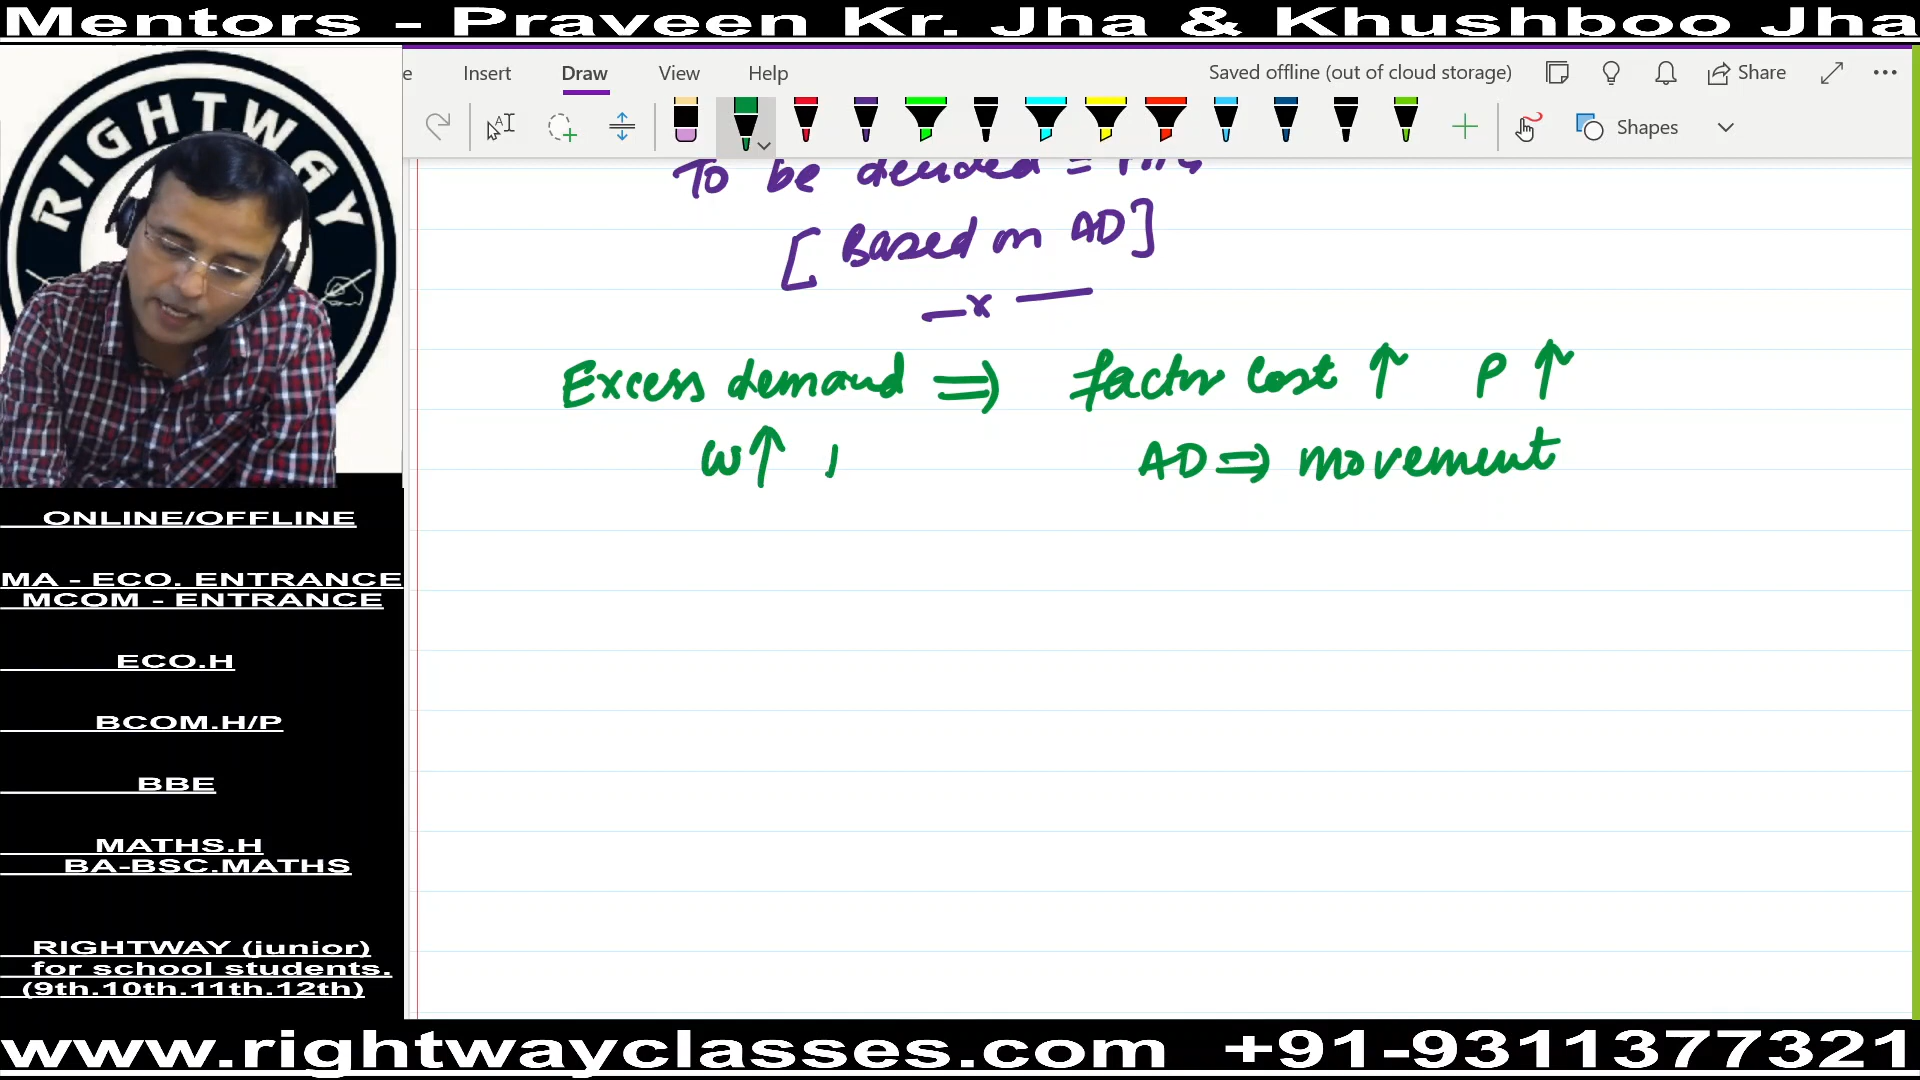 Mentors - Praveen Kr. Jha & Khushboo Jha
RIGHTWAY
Insert Draw View Help
Saved offline (out of cloud storage)
Share
Shapes
To be decided =
[Based on AD]
—x—
Excess demand ⇒ factor cost ↑ P ↑
W↑
AD ⇒ movement
ONLINE/OFFLINE
MA - ECO. ENTRANCE
MCOM - ENTRANCE
ECO.H
BCOM.H/P
BBE
MATHS.H
BA-BSC.MATHS
RIGHTWAY (junior)
for school students.
(9th.10th.11th.12th)
www.rightwayclasses.com +91-9311377321